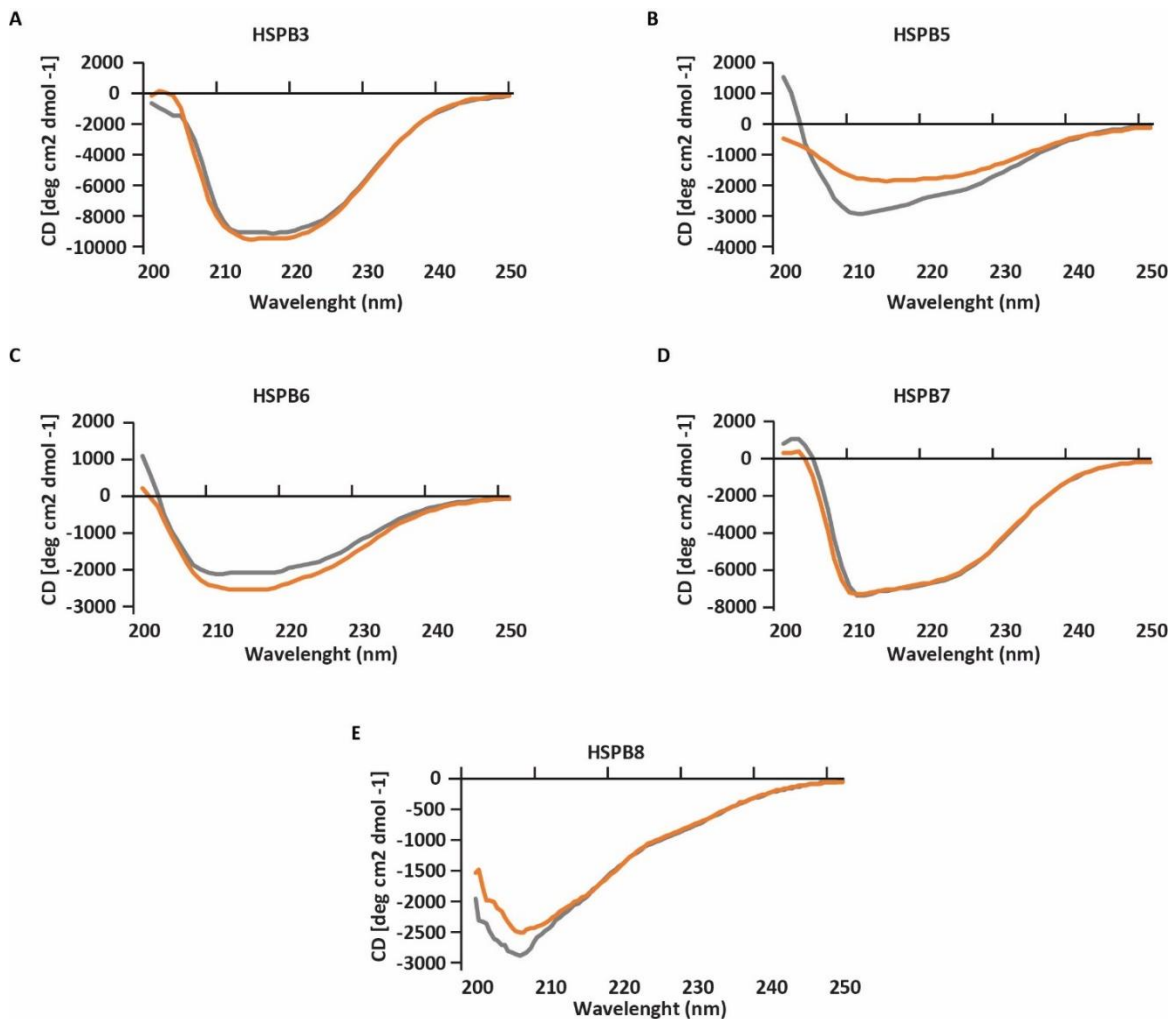 A
HSPB3
2000
0
-2000
-4000
-6000
-8000
-10000
CD [deg cm2 dmol -1]
200 210 220 230 240 250
Wavelenght (nm)
B
HSPB5
2000
1000
0
-1000
-2000
-3000
-4000
CD [deg cm2 dmol -1]
200 210 220 230 240 250
Wavelenght (nm)
C
HSPB6
2000
1000
0
-1000
-2000
-3000
CD [deg cm2 dmol -1]
200 210 220 230 240 250
Wavelenght (nm)
D
HSPB7
2000
0
-2000
-4000
-6000
-8000
CD [deg cm2 dmol -1]
200 210 220 230 240 250
Wavelenght (nm)
E
HSPB8
0
-500
-1000
-1500
-2000
-2500
-3000
CD [deg cm2 dmol -1]
200 210 220 230 240 250
Wavelenght (nm)